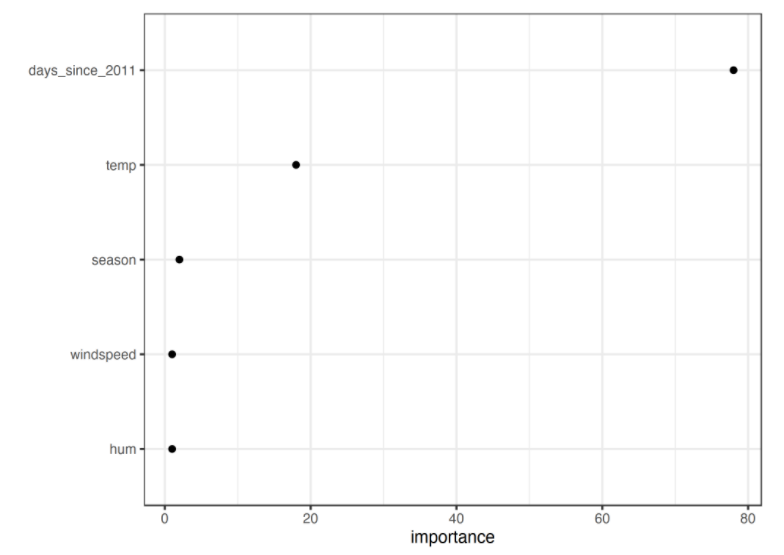 days_since_2011
temp
season
windspeed
hum
0 20 40 60 80
importance